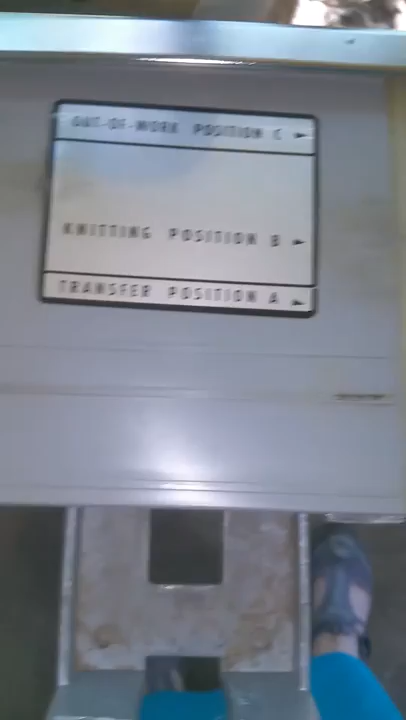 OUT-OF-WORK POSITION C
KNITTING POSITION B
TRANSFER POSITION A